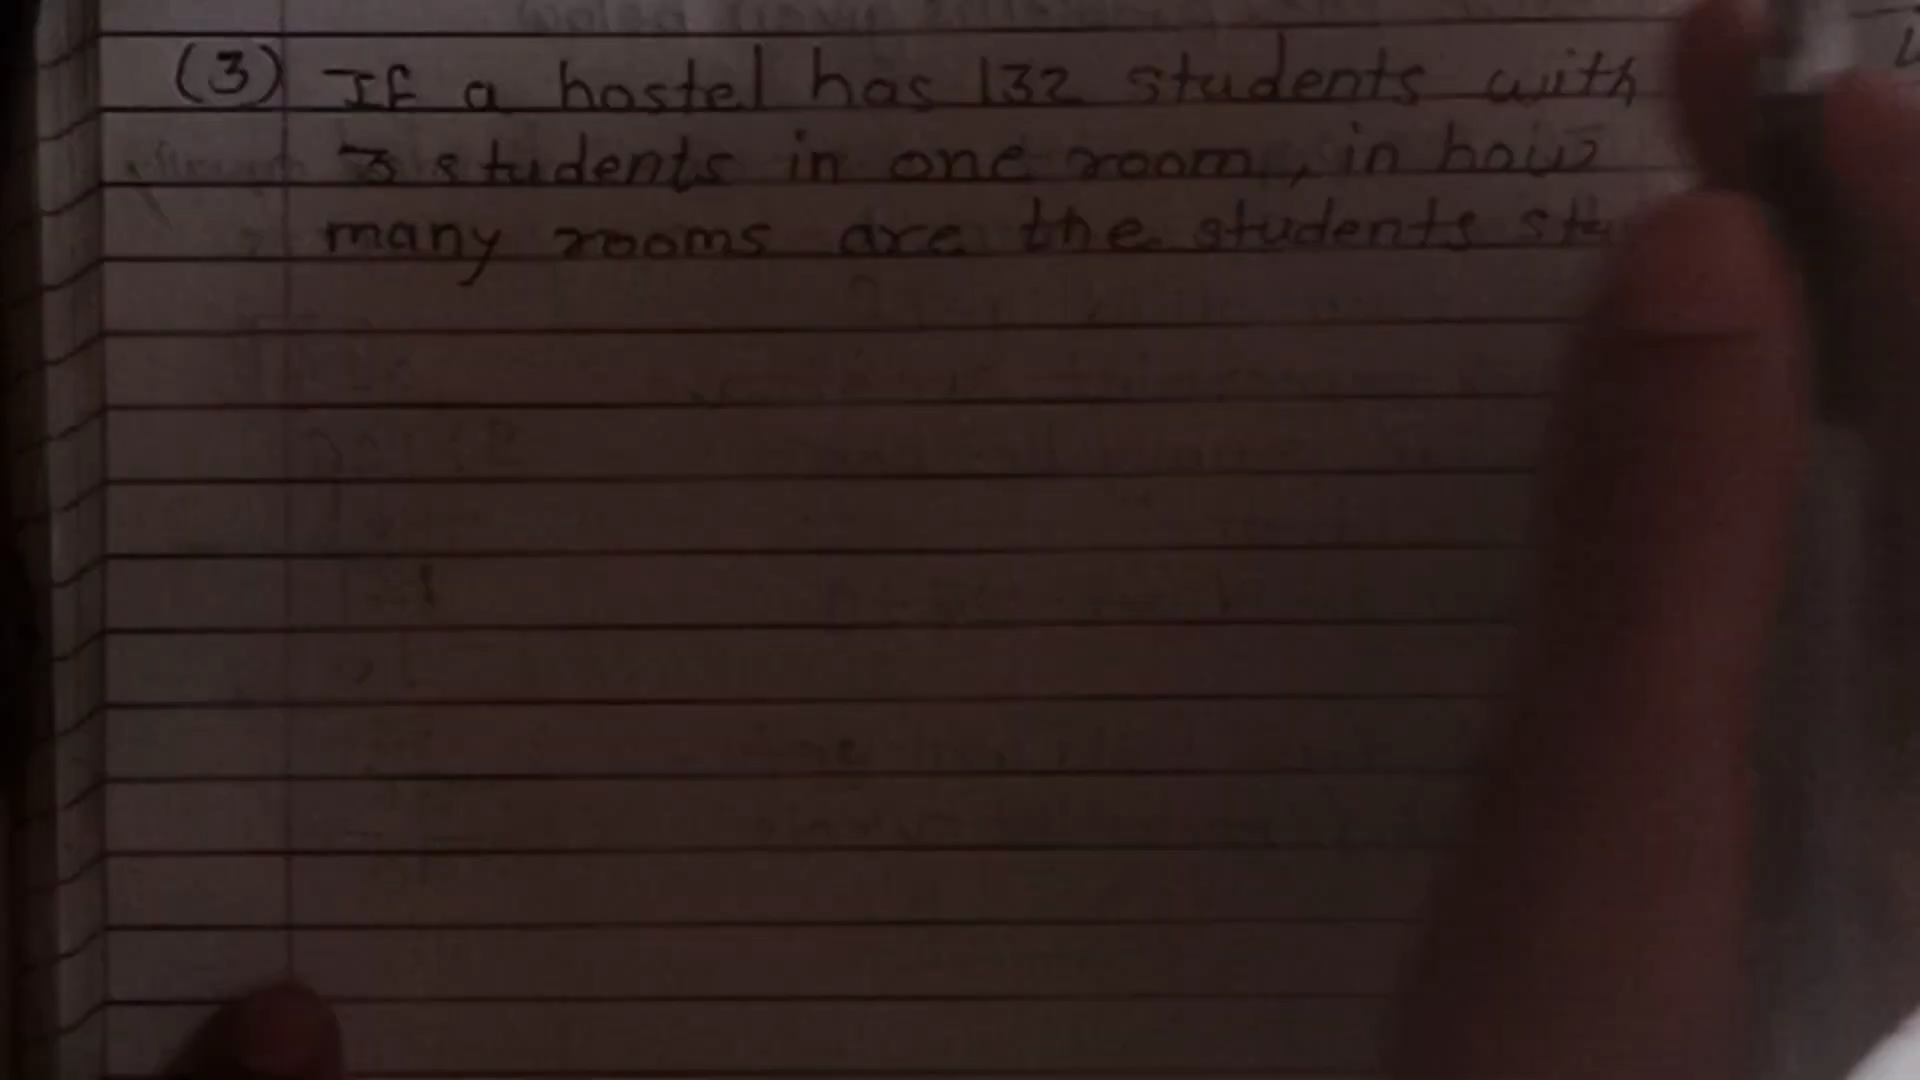 (3) If a hostel has 132 students with
3 students in one room, in how
many rooms are the students